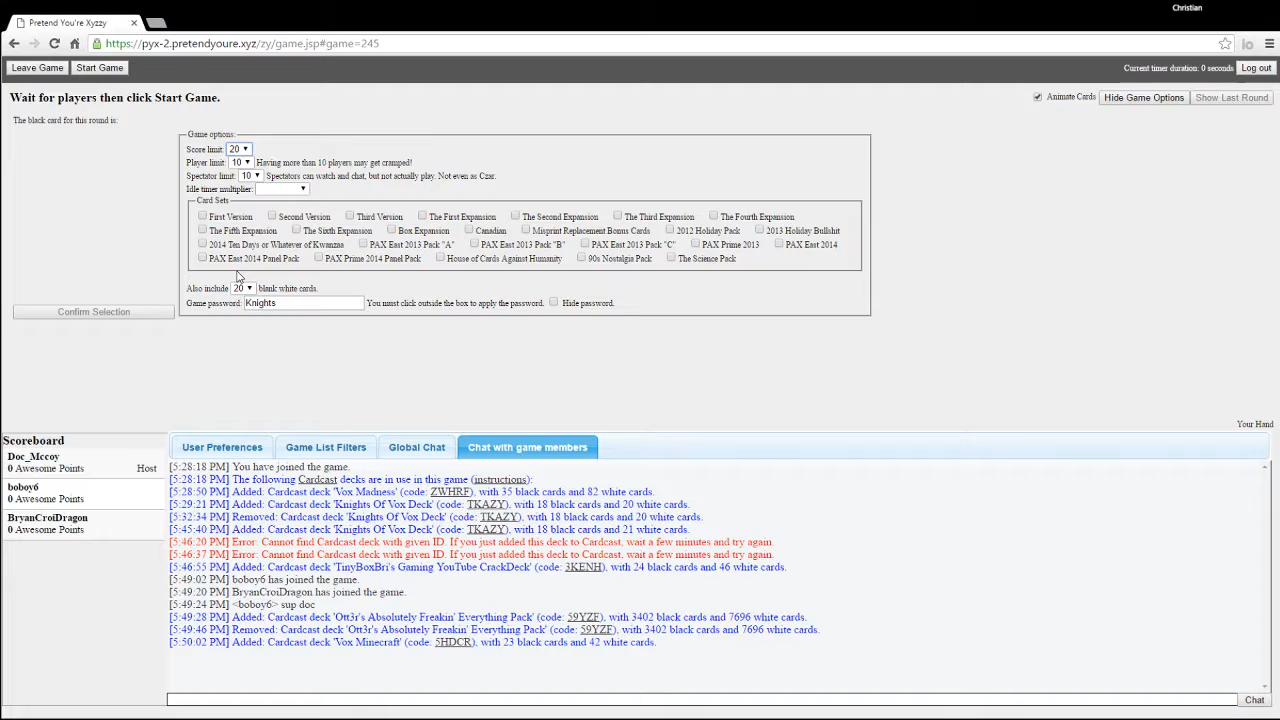 Christian
Pretend You're Xyzzy
https://pyx-2.pretendyoure.xyz/zy/game.jsp#game=245
Leave Game Start Game Current timer duration: 0 seconds Log out
Wait for players then click Start Game. Animate Cards Hide Game Options Show Last Round
The black card for this round is:
Game options:
Score limit: 20
Player limit: 10 Having more than 10 players may get cramped!
Spectator limit: 10 Spectators can watch and chat, but not actually play. Not even as Czar.
Idle timer multiplier:
Card Sets
First Version Second Version Third Version The First Expansion The Second Expansion The Third Expansion The Fourth Expansion
The Fifth Expansion The Sixth Expansion Box Expansion Canadian Misprint Replacement Bonus Cards 2012 Holiday Pack 2013 Holiday Bullshit
2014 Ten Days or Whatever of Kwanzaa PAX East 2013 Pack "A" PAX East 2013 Pack "B" PAX East 2013 Pack "C" PAX Prime 2013 PAX East 2014
PAX East 2014 Panel Pack PAX Prime 2014 Panel Pack House of Cards Against Humanity 90s Nostalgia Pack The Science Pack
Also include 20 blank white cards.
Game password: Knights You must click outside the box to apply the password. Hide password.
Confirm Selection
Your Hand
Scoreboard
Doc_Mccoy
0 Awesome Points Host
boboy6
0 Awesome Points
BryanCroiDragon
0 Awesome Points
User Preferences Game List Filters Global Chat Chat with game members
[5:28:18 PM] You have joined the game.
[5:28:18 PM] The following Cardcast decks are in use in this game (instructions):
[5:28:50 PM] Added: Cardcast deck 'Vox Madness' (code: ZWHRF), with 35 black cards and 82 white cards.
[5:29:21 PM] Added: Cardcast deck 'Knights Of Vox Deck' (code: TKAZY), with 18 black cards and 20 white cards.
[5:32:34 PM] Removed: Cardcast deck 'Knights Of Vox Deck' (code: TKAZY), with 18 black cards and 20 white cards.
[5:45:40 PM] Added: Cardcast deck 'Knights Of Vox Deck' (code: TKAZY), with 18 black cards and 21 white cards.
[5:46:20 PM] Error: Cannot find Cardcast deck with given ID. If you just added this deck to Cardcast, wait a few minutes and try again.
[5:46:37 PM] Error: Cannot find Cardcast deck with given ID. If you just added this deck to Cardcast, wait a few minutes and try again.
[5:46:55 PM] Added: Cardcast deck 'TinyBoxBri's Gaming YouTube CrackDeck' (code: 3KENH), with 24 black cards and 46 white cards.
[5:49:02 PM] boboy6 has joined the game.
[5:49:20 PM] BryanCroiDragon has joined the game.
[5:49:24 PM] <boboy6> sup doc
[5:49:28 PM] Added: Cardcast deck 'Ott3r's Absolutely Freakin' Everything Pack' (code: 59YZF), with 3402 black cards and 7696 white cards.
[5:49:46 PM] Removed: Cardcast deck 'Ott3r's Absolutely Freakin' Everything Pack' (code: 59YZF), with 3402 black cards and 7696 white cards.
[5:50:02 PM] Added: Cardcast deck 'Vox Minecraft' (code: 5HDCR), with 23 black cards and 42 white cards.
Chat